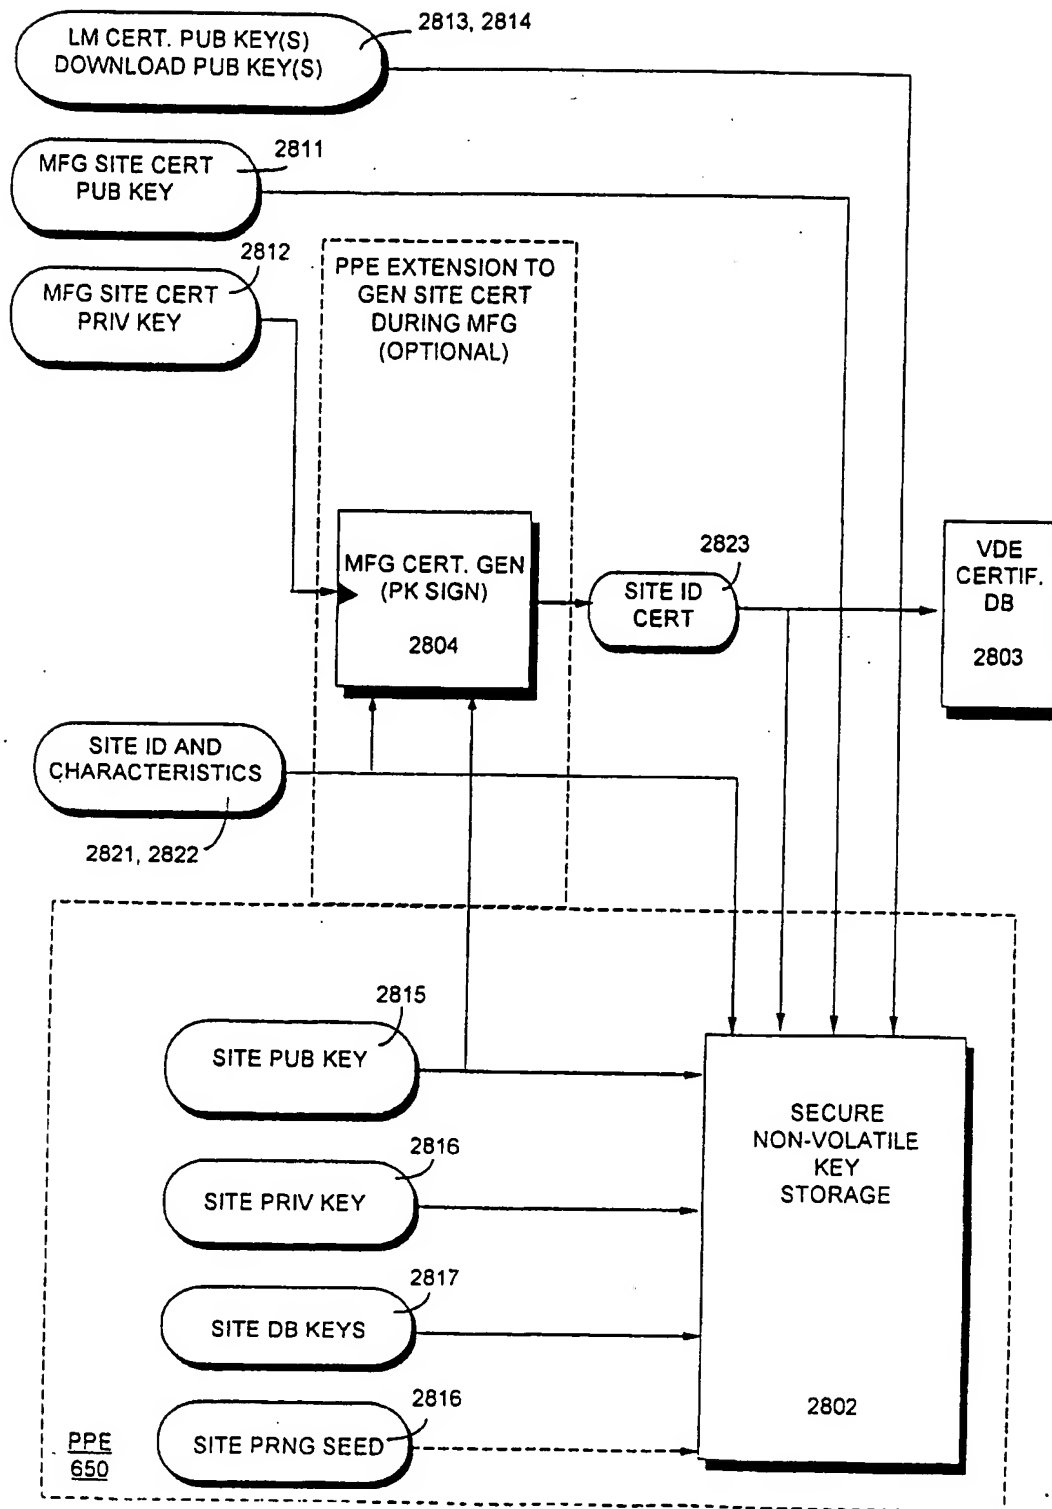 LM CERT. PUB KEY(S)
DOWNLOAD PUB KEY(S)
2813, 2814
MFG SITE CERT
PUB KEY
2811
MFG SITE CERT
PRIV KEY
2812
PPE EXTENSION TO
GEN SITE CERT
DURING MFG
(OPTIONAL)
MFG CERT. GEN
(PK SIGN)
2804
SITE ID
CERT
2823
VDE
CERTIF.
DB
2803
SITE ID AND
CHARACTERISTICS
2821, 2822
SITE PUB KEY
2815
SITE PRIV KEY
2816
SITE DB KEYS
2817
SITE PRNG SEED
2816
SECURE
NON-VOLATILE
KEY
STORAGE
2802
PPE
650